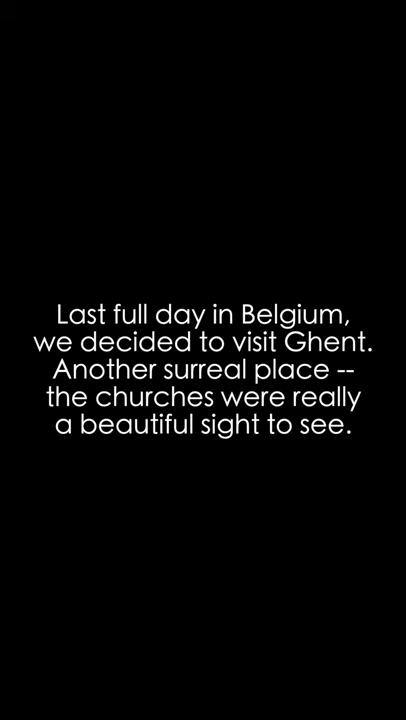 Last full day in Belgium,
we decided to visit Ghent.
Another surreal place --
the churches were really
a beautiful sight to see.